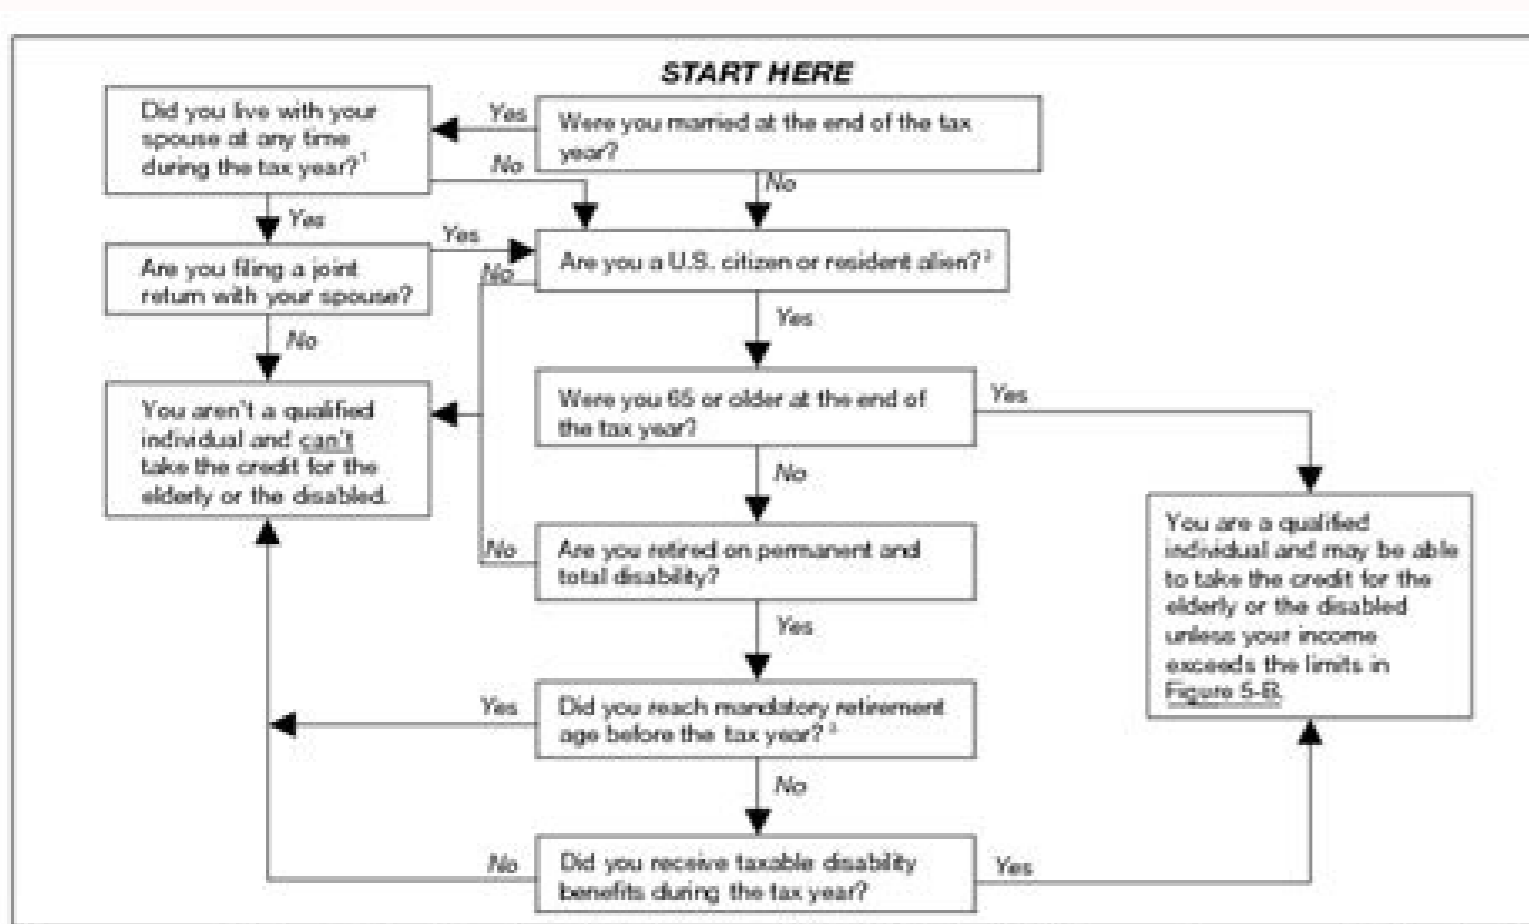 START HERE
Were you married at the end of the tax
year?
Yes
No
Did you live with your
spouse at any time
during the tax year?¹
No
Yes
Are you filing a joint
return with your spouse?
Yes
No
Are you a U.S. citizen or resident alien?²
No
Yes
You aren't a qualified
individual and can't
take the credit for the
elderly or the disabled.
Were you 65 or older at the end of
the tax year?
Yes
No
Are you retired on permanent and
total disability?
No
Yes
You are a qualified
individual and may be able
to take the credit for the
elderly or the disabled
unless your income
exceeds the limits in
Figure 5-B.
Did you reach mandatory retirement
age before the tax year?³
Yes
No
Did you receive taxable disability
benefits during the tax year?
No
Yes